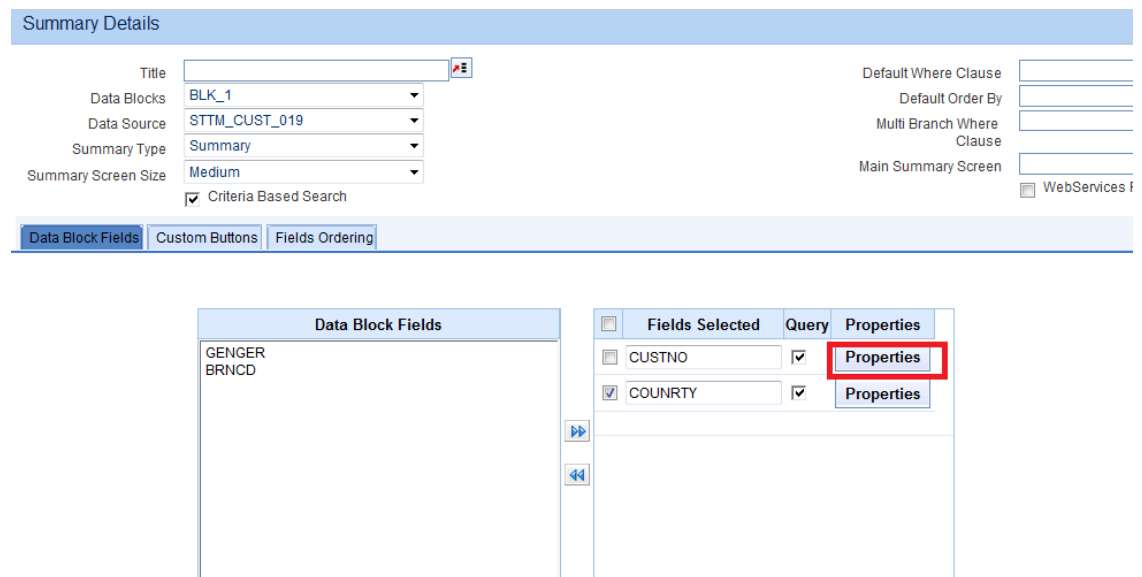 Summary Details
Title
Data Blocks BLK_1
Data Source STTM_CUST_019
Summary Type Summary
Summary Screen Size Medium
Criteria Based Search
Default Where Clause
Default Order By
Multi Branch Where
Clause
Main Summary Screen
WebServices
Data Block Fields Custom Buttons Fields Ordering
Data Block Fields
GENGER
BRNCD
Fields Selected Query Properties
CUSTNO Properties
COUNRTY Properties